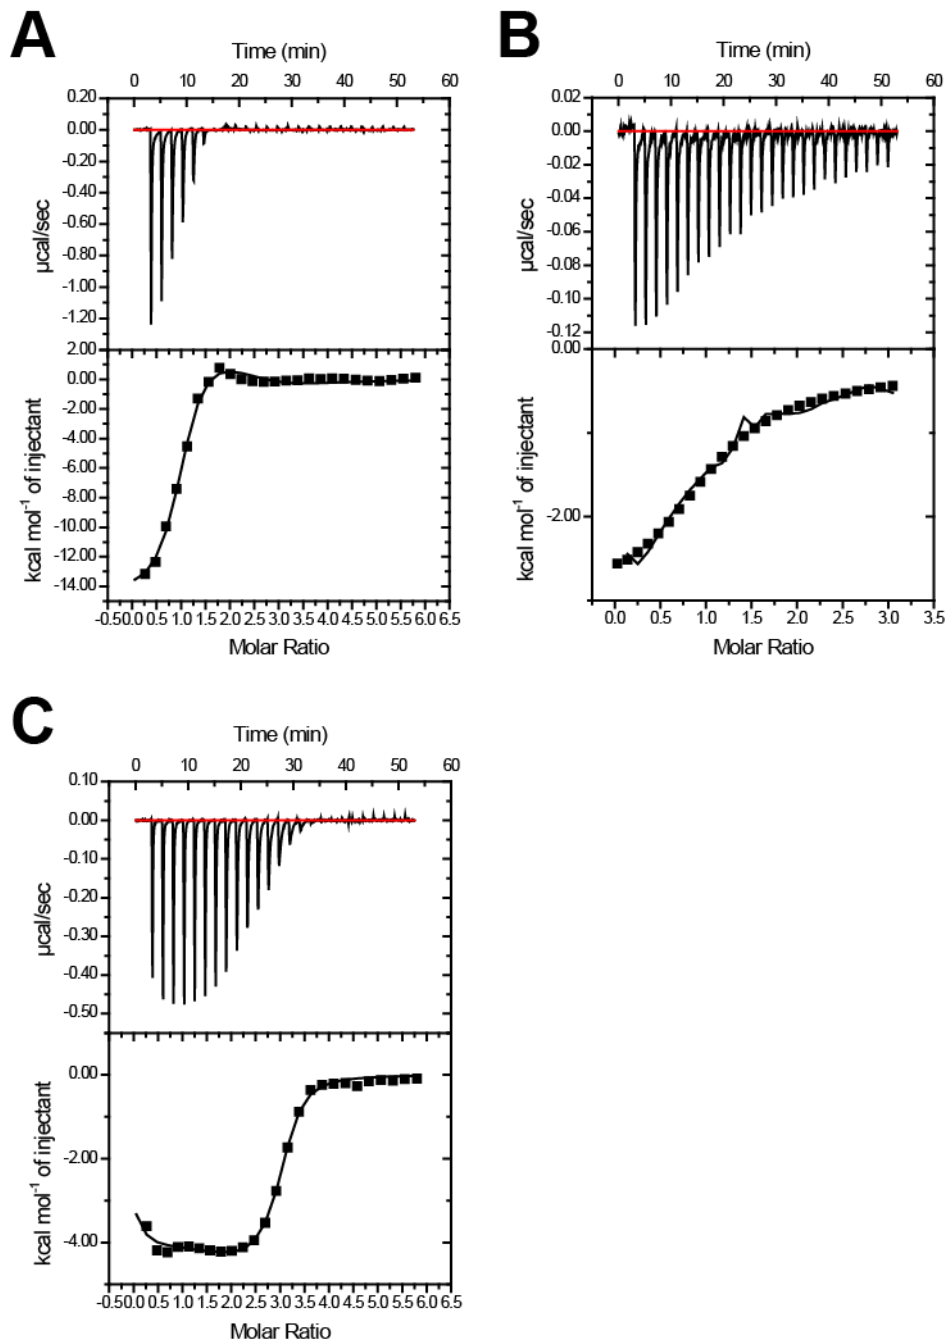 A
Time (min)
0 10 20 30 40 50 60
0.20
0.00
-0.20
-0.40
-0.60
-0.80
-1.00
-1.20
µcal/sec
2.00
0.00
-2.00
-4.00
-6.00
-8.00
-10.00
-12.00
-14.00
kcal mol⁻¹ of injectant
-0.5 0.0 0.5 1.0 1.5 2.0 2.5 3.0 3.5 4.0 4.5 5.0 5.5 6.0 6.5
Molar Ratio
B
Time (min)
0 10 20 30 40 50 60
0.02
0.00
-0.02
-0.04
-0.06
-0.08
-0.10
-0.12
µcal/sec
0.00
-2.00
kcal mol⁻¹ of injectant
0.0 0.5 1.0 1.5 2.0 2.5 3.0 3.5
Molar Ratio
C
Time (min)
0 10 20 30 40 50 60
0.10
0.00
-0.10
-0.20
-0.30
-0.40
-0.50
µcal/sec
0.00
-2.00
-4.00
kcal mol⁻¹ of injectant
-0.5 0.0 0.5 1.0 1.5 2.0 2.5 3.0 3.5 4.0 4.5 5.0 5.5 6.0 6.5
Molar Ratio